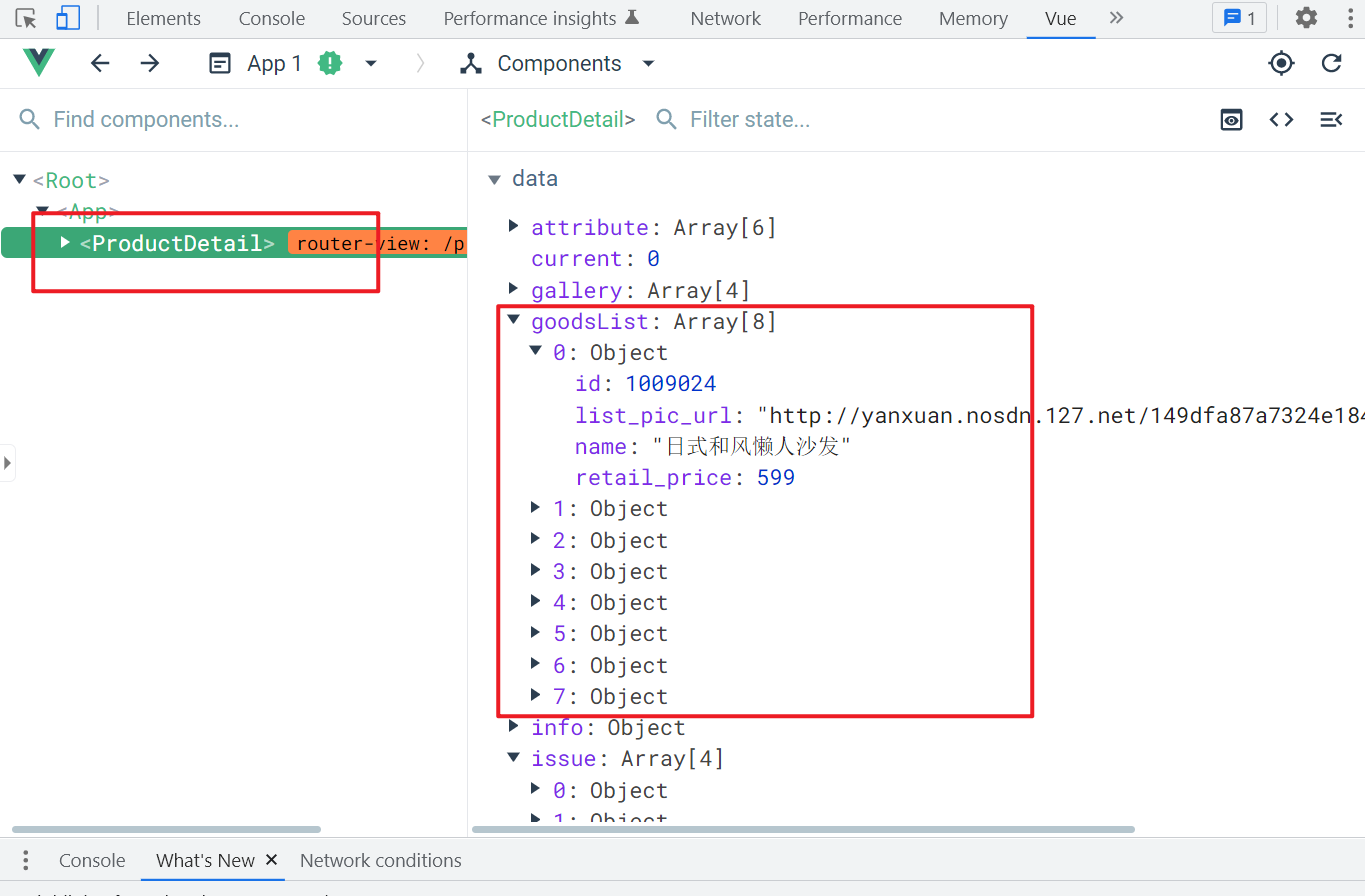 Elements Console Sources Performance insights Network Performance Memory Vue 1
App 1 Components
Find components... <ProductDetail> Filter state...
<Root>
<App>
<ProductDetail> router-view: /p
data
attribute: Array[6]
current: 0
gallery: Array[4]
goodsList: Array[8]
0: Object
id: 1009024
list_pic_url: "http://yanxuan.nosdn.127.net/149dfa87a7324e184
name: "日式和风懒人沙发"
retail_price: 599
1: Object
2: Object
3: Object
4: Object
5: Object
6: Object
7: Object
info: Object
issue: Array[4]
0: Object
1: Object
Console What's New × Network conditions